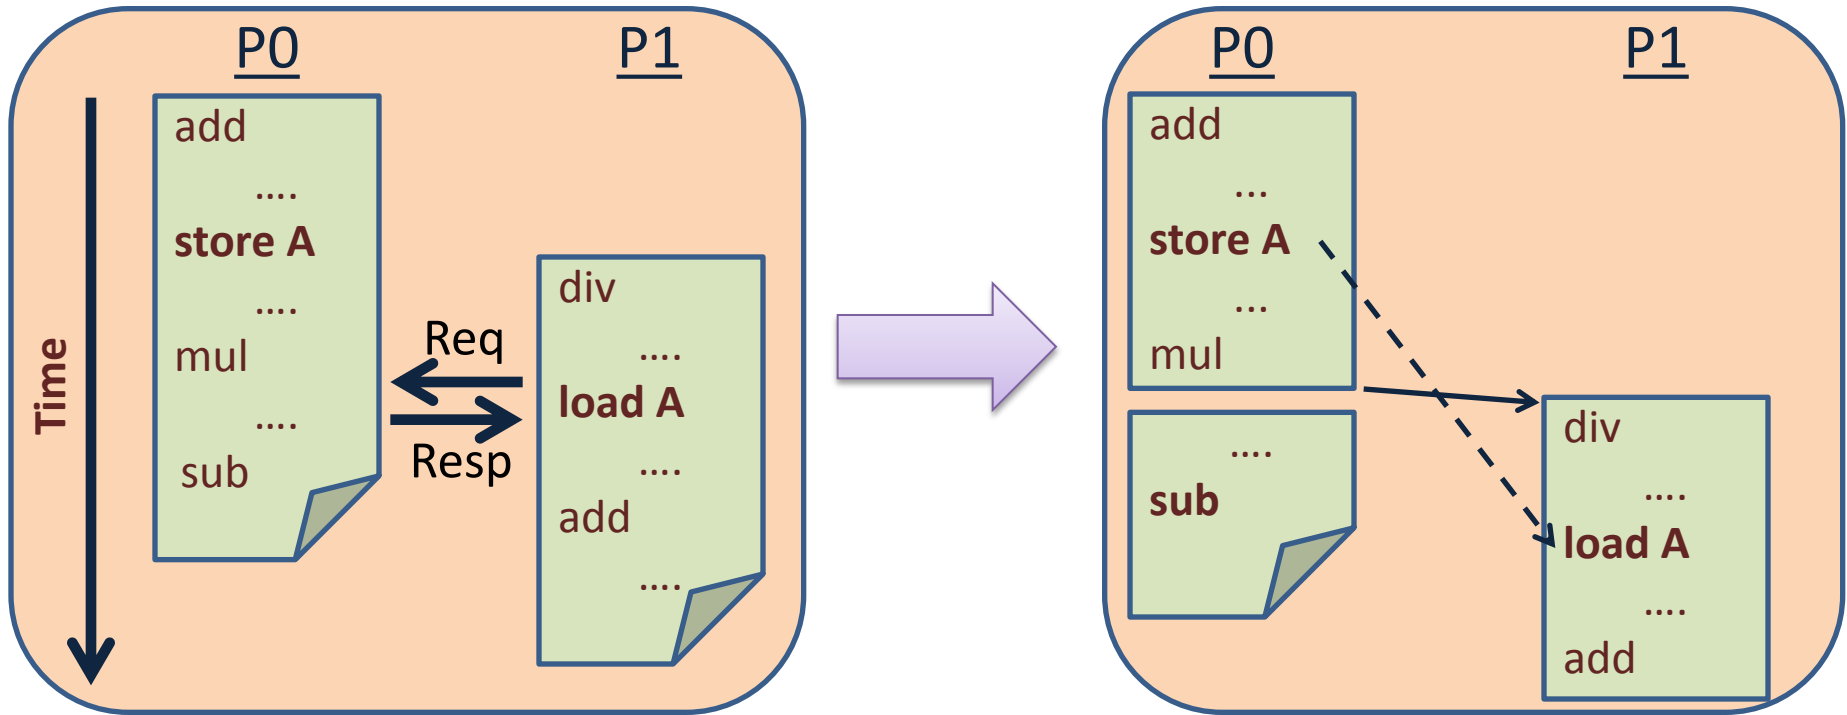 P0
P1
Time
add
....
store A
....
mul
....
sub
Req
Resp
div
....
load A
....
add
....
P0
P1
add
...
store A
...
mul
....
sub
div
....
load A
....
add